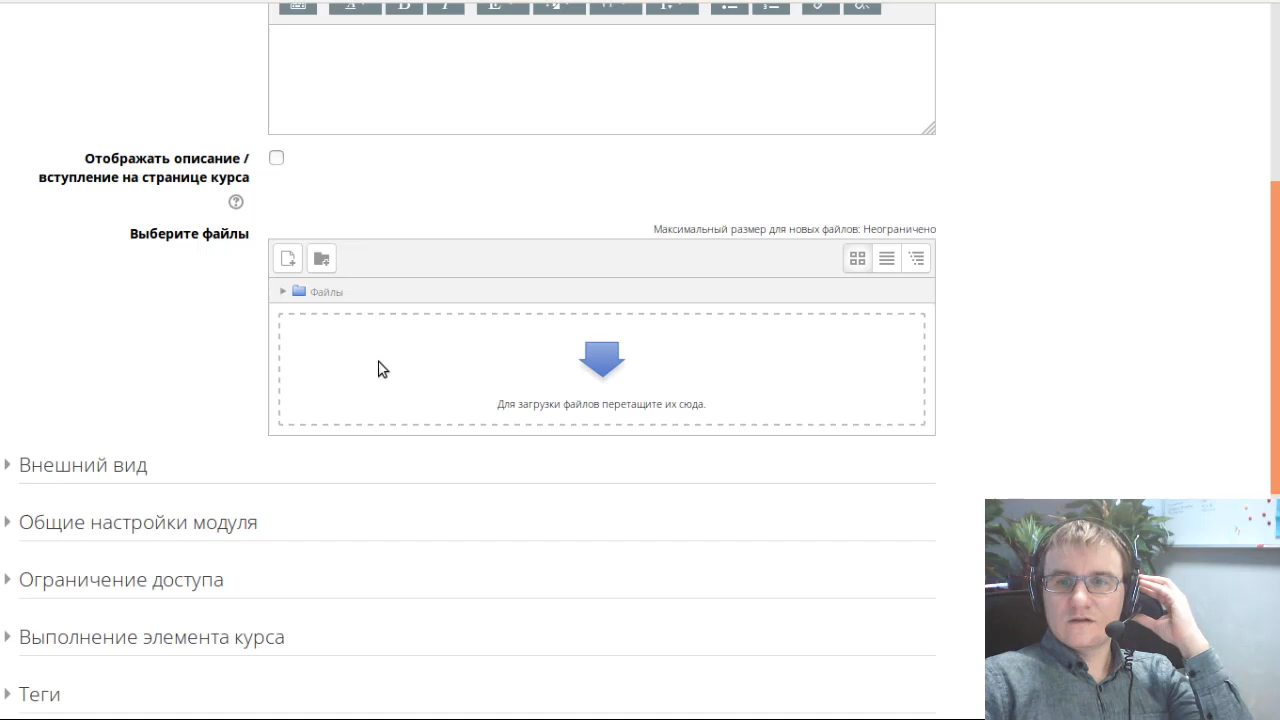 Отображать описание /
вступление на странице курса
Выберите файлы
Максимальный размер для новых файлов: Неограничено
Файлы
Для загрузки файлов перетащите их сюда.
Внешний вид
Общие настройки модуля
Ограничение доступа
Выполнение элемента курса
Теги